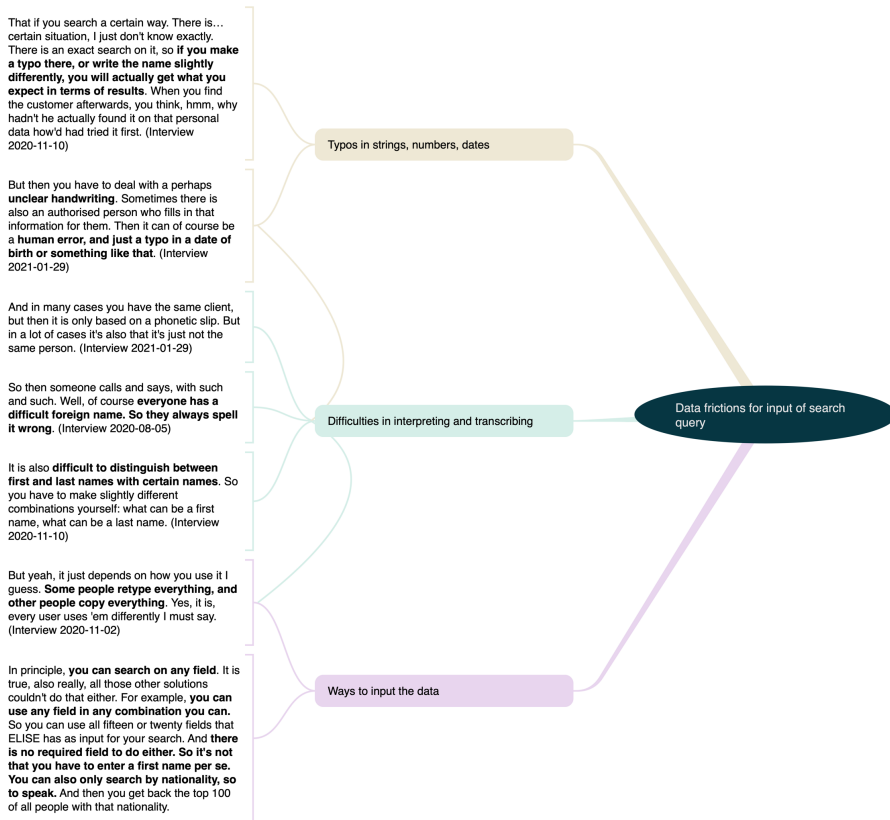 That if you search a certain way. There is…
certain situation, I just don't know exactly.
There is an exact search on it, so if you make
a typo there, or write the name slightly
differently, you will actually get what you
expect in terms of results. When you find
the customer afterwards, you think, hmm, why
hadn't he actually found it on that personal
data how'd had tried it first. (Interview
2020-11-10)
Typos in strings, numbers, dates
But then you have to deal with a perhaps
unclear handwriting. Sometimes there is
also an authorised person who fills in that
information for them. Then it can of course be
a human error, and just a typo in a date of
birth or something like that. (Interview
2021-01-29)
And in many cases you have the same client,
but then it is only based on a phonetic slip. But
in a lot of cases it's also that it's just not the
same person. (Interview 2021-01-29)
So then someone calls and says, with such
and such. Well, of course everyone has a
difficult foreign name. So they always spell
it wrong. (Interview 2020-08-05)
Difficulties in interpreting and transcribing
Data frictions for input of search
query
It is also difficult to distinguish between
first and last names with certain names. So
you have to make slightly different
combinations yourself: what can be a first
name, what can be a last name. (Interview
2020-11-10)
But yeah, it just depends on how you use it I
guess. Some people retype everything, and
other people copy everything. Yes, it is,
every user uses 'em differently I must say.
(Interview 2020-11-02)
Ways to input the data
In principle, you can search on any field. It is
true, also really, all those other solutions
couldn't do that either. For example, you can
use any field in any combination you can.
So you can use all fifteen or twenty fields that
ELISE has as input for your search. And there
is no required field to do either. So it's not
that you have to enter a first name per se.
You can also only search by nationality, so
to speak. And then you get back the top 100
of all people with that nationality.